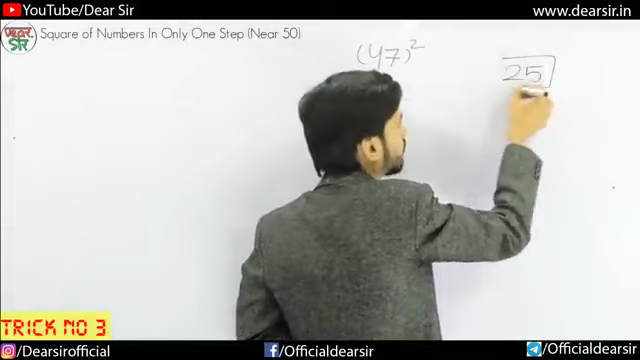 YouTube/Dear Sir
www.dearsir.in
DEAR SIR
Square of Numbers In Only One Step (Near 50)
(47)²
25
TRICK NO 3
/Dearsirofficial
/Officialdearsir
/Officialdearsir